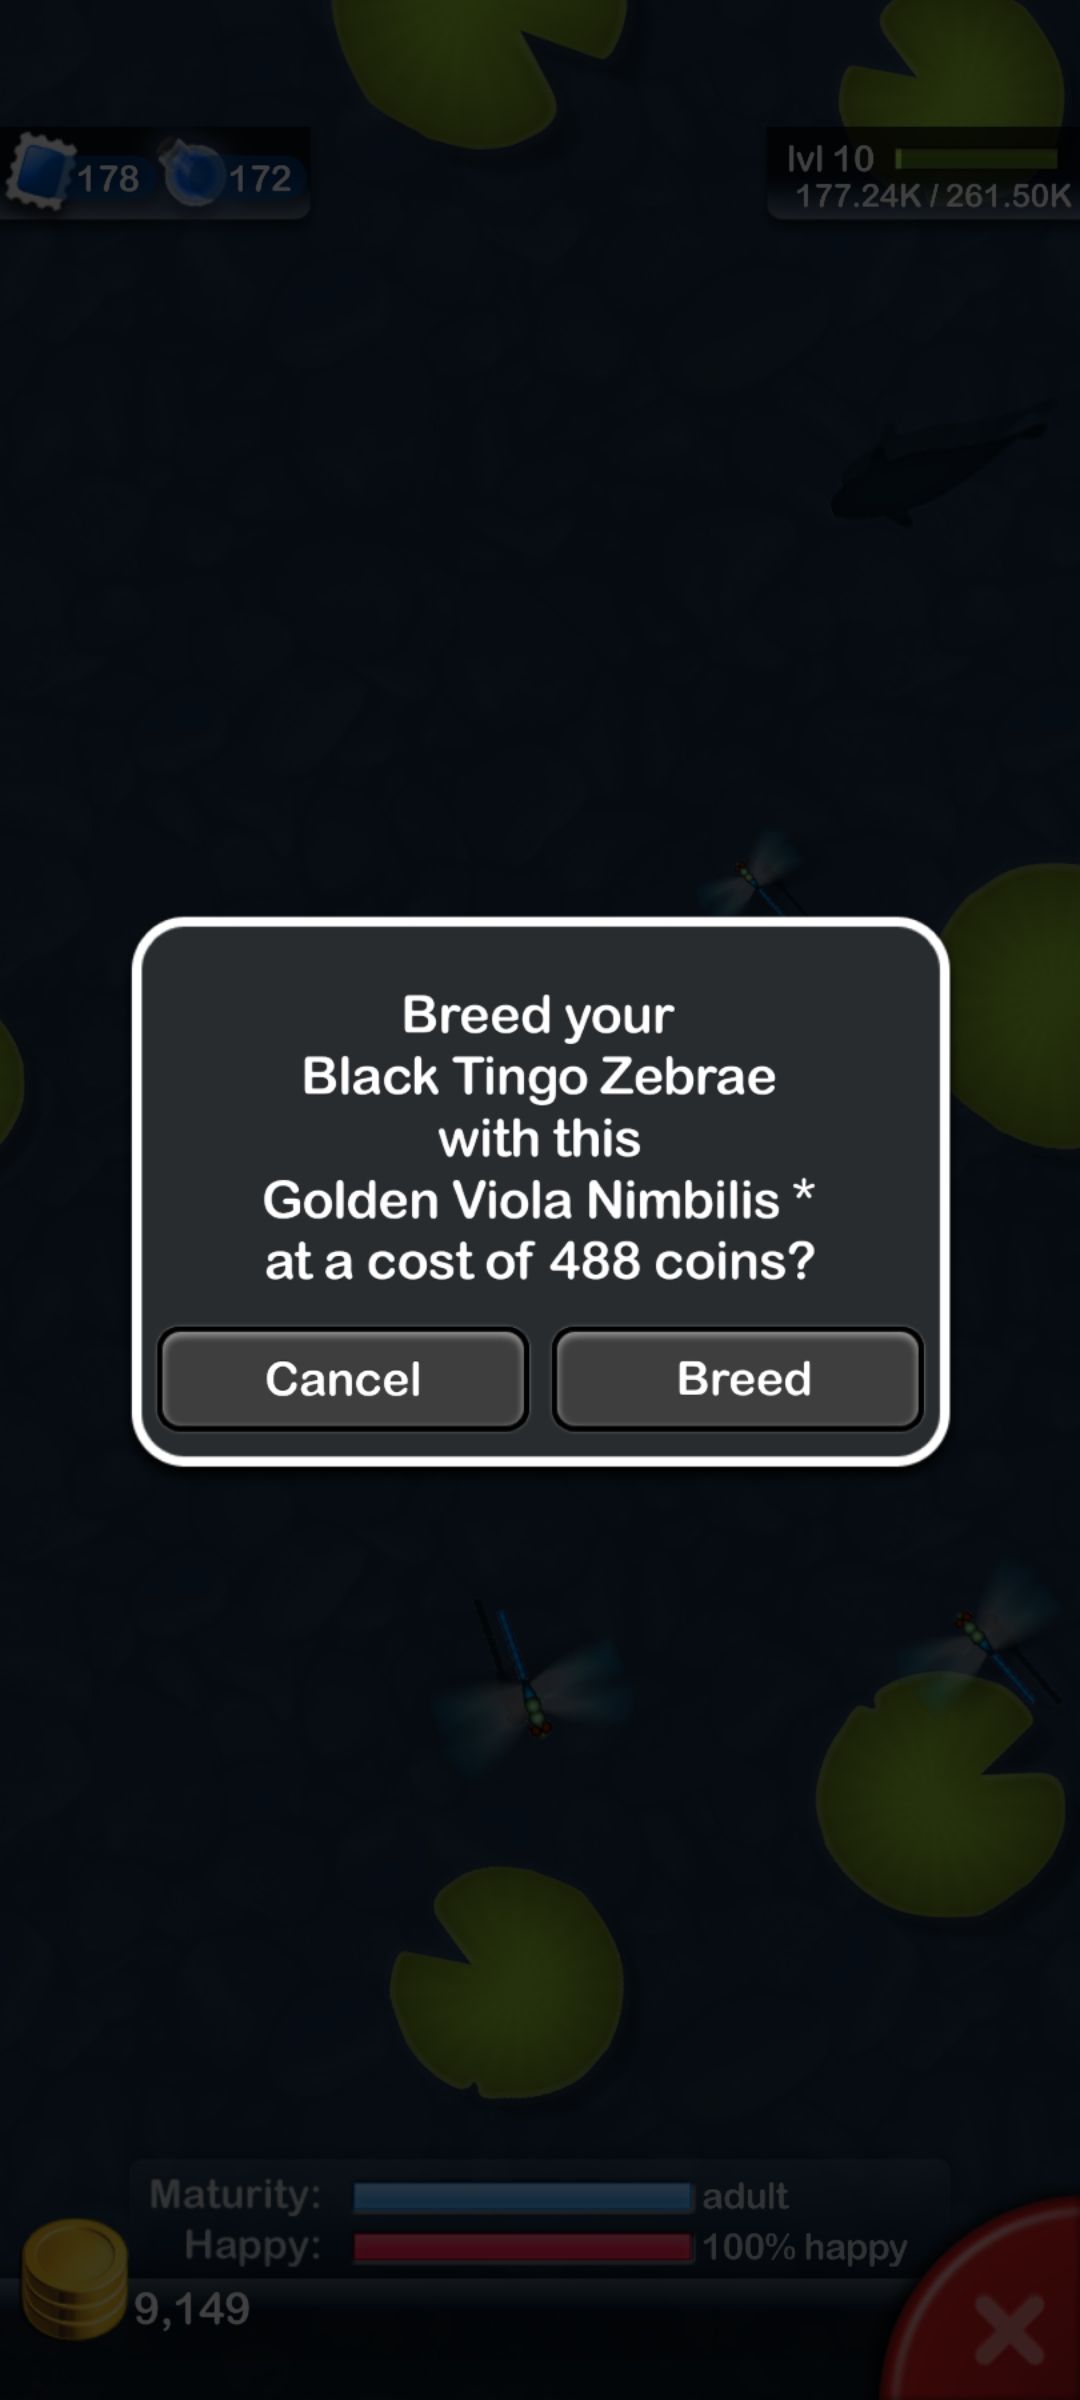 178
172
lvl 10
177.24K / 261.50K
Breed your
Black Tingo Zebrae
with this
Golden Viola Nimbilis *
at a cost of 488 coins?
Cancel
Breed
Maturity:
adult
Happy:
100% happy
9,149